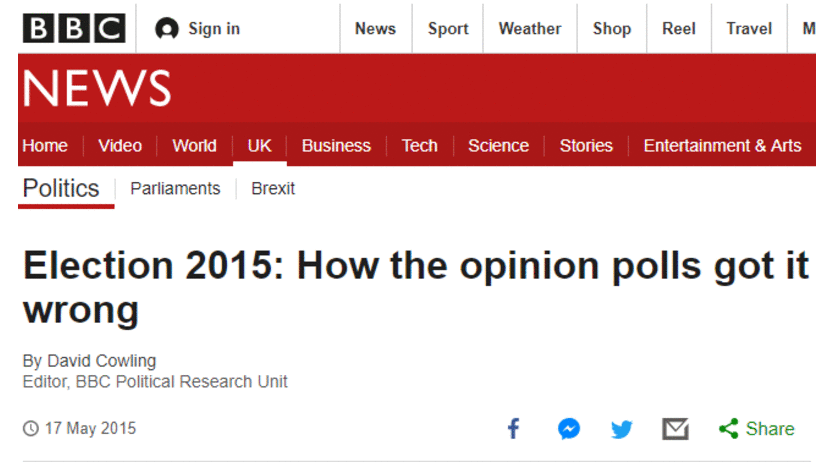 BBC Sign in News Sport Weather Shop Reel Travel M
NEWS
Home Video World UK Business Tech Science Stories Entertainment & Arts
Politics Parliaments Brexit
Election 2015: How the opinion polls got it
wrong
By David Cowling
Editor, BBC Political Research Unit
17 May 2015 Share